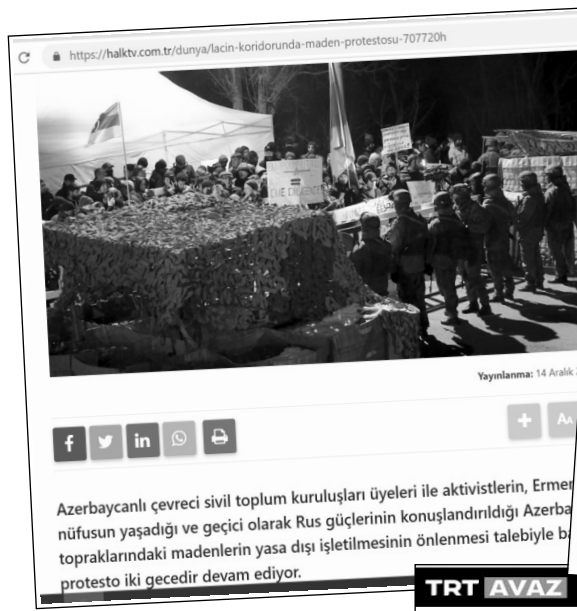 https://halktv.com.tr/dunya/lacin-koridorunda-maden-protestosu-707720h
Yayınlanma: 14 Aralık
Azerbaycanlı çevreci sivil toplum kuruluşları üyeleri ile aktivistlerin,
nüfusun yaşadığı ve geçici olarak Rus güçlerinin konuşlandırıldığı
topraklarındaki madenlerin yasa dışı işletilmesinin önlenmesi talebiyle
protesto iki gecedir devam ediyor.
TRT AVAZ